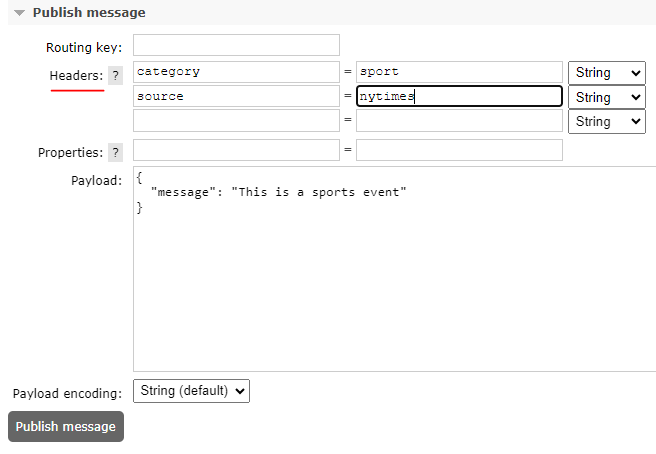 Publish message
Routing key:
Headers: ? category = sport String
source = nytimes String
= String
Properties: ? =
Payload: {
"message": "This is a sports event"
}
Payload encoding: String (default)
Publish message